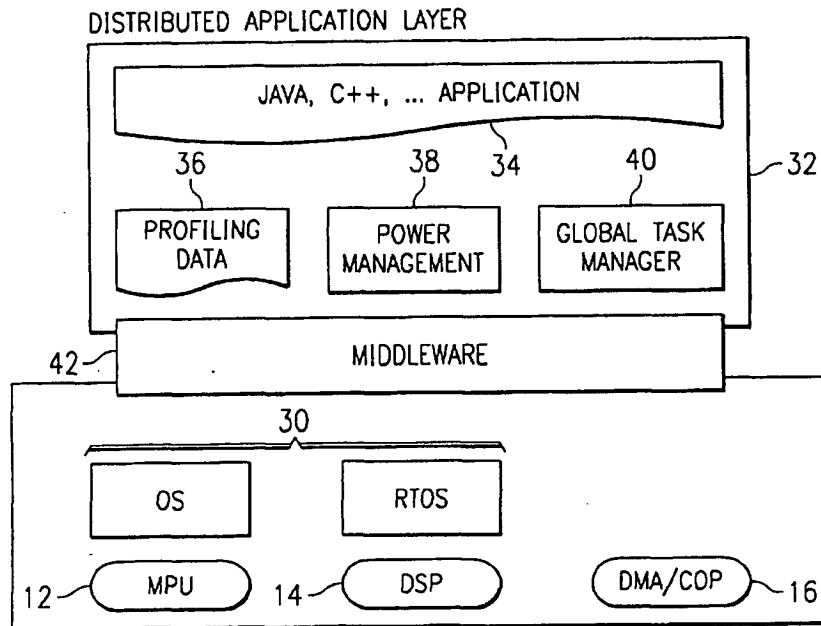 DISTRIBUTED APPLICATION LAYER
JAVA, C++, ... APPLICATION
36
38
34
40
32
PROFILING
DATA
POWER
MANAGEMENT
GLOBAL TASK
MANAGER
42
MIDDLEWARE
30
OS
RTOS
12
MPU
14
DSP
DMA/COP
16